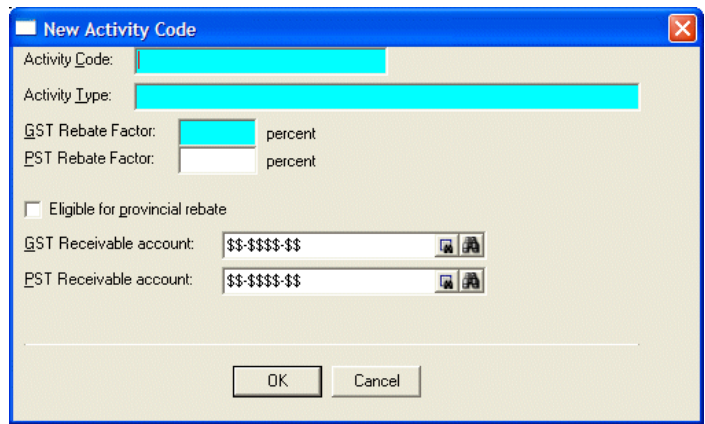 New Activity Code
Activity Code:
Activity Type:
GST Rebate Factor: percent
PST Rebate Factor: percent
Eligible for provincial rebate
GST Receivable account: $$-$$$$-$$
PST Receivable account: $$-$$$$-$$
OK Cancel